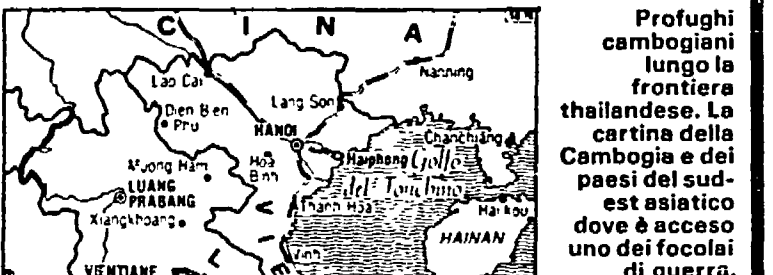 CINA
Nanning
Lao Cai
Lang Son
Dien Bien
Phu
HANOI
Chanchiang
Haiphong
Golfo
del Tonchino
Muong Ham
Hoa
Binh
LUANG
PRABANG
Thanh Hoa
Xiangkhoang
Haikou
HAINAN
Vinh
VIENTIANE
Profughi
cambogiani
lungo la
frontiera
thailandese. La
cartina della
Cambogia e dei
paesi del sud-
est asiatico
dove è acceso
uno dei focolai
di guerra.